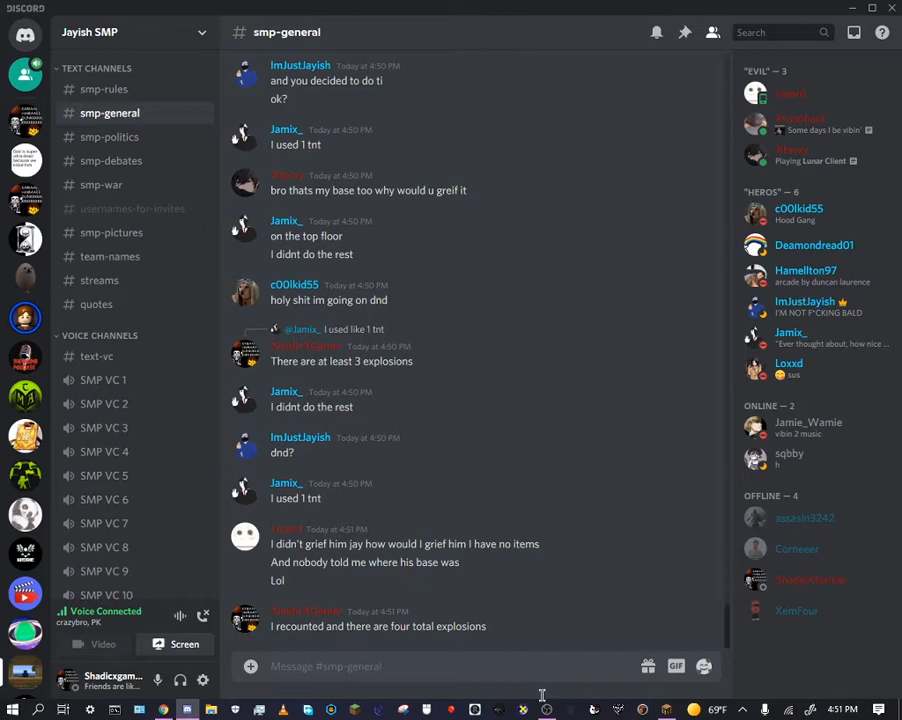 DISCORD
Jayish SMP
# smp-general
Search
TEXT CHANNELS
# smp-rules
# smp-general
# smp-politics
# smp-debates
# smp-war
# usernames-for-invites
# smp-pictures
# team-names
# streams
# quotes
VOICE CHANNELS
# text-vc
SMP VC 1
SMP VC 2
SMP VC 3
SMP VC 4
SMP VC 5
SMP VC 6
SMP VC 7
SMP VC 8
SMP VC 9
SMP VC 10
Voice Connected
crazybro, PK
Video
Screen
Shadicxgam...
Friends are lik...
ImJustJayish Today at 4:50 PM
and you decided to do ti
ok?
Jamix_ Today at 4:50 PM
I used 1 tnt
Today at 4:50 PM
bro thats my base too why would u greif it
Jamix_ Today at 4:50 PM
on the top floor
I didnt do the rest
c00lkid55 Today at 4:50 PM
holy shit im going on dnd
@Jamix_ I used like 1 tnt
ShadicXGamer Today at 4:50 PM
There are at least 3 explosions
Jamix_ Today at 4:50 PM
I didnt do the rest
ImJustJayish Today at 4:50 PM
dnd?
Jamix_ Today at 4:50 PM
I used 1 tnt
Today at 4:51 PM
I didn't grief him jay how would I grief him I have no items
And nobody told me where his base was
Lol
ShadicXGamer Today at 4:51 PM
I recounted and there are four total explosions
Message #smp-general
GIF
"EVIL" — 3
Some days I be vibin'
Playing Lunar Client
"HEROS" — 6
c00lkid55
Hood Gang
Deamondread01
Hamellton97
arcade by duncan laurence
ImJustJayish
I'M NOT F*CKING BALD
Jamix_
"Ever thought about, how nice ...
Loxxd
sus
ONLINE — 2
Jamie_Wamie
vibin 2 music
sqbby
h
OFFLINE — 4
assasin3242
Corneeer
ShadicXGamer
XemFour
69°F
4:51 PM